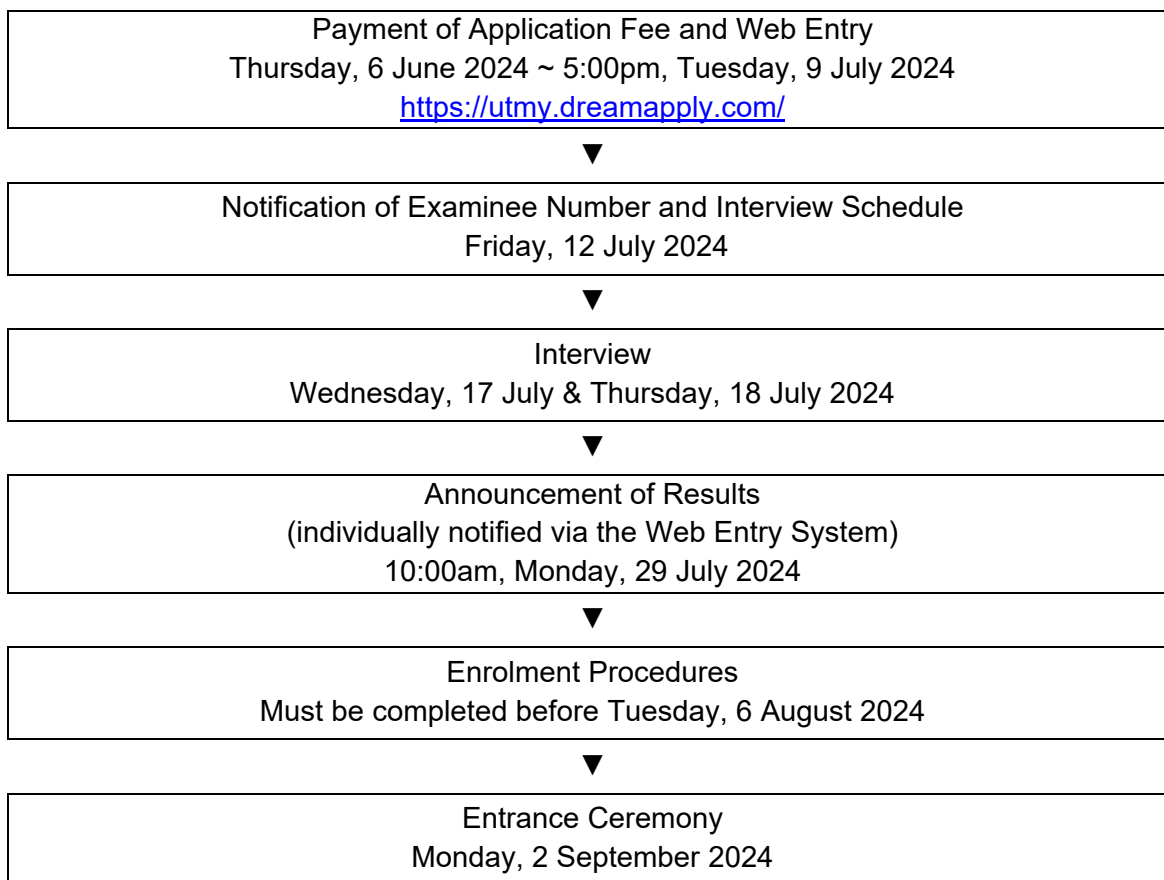 Payment of Application Fee and Web Entry
Thursday, 6 June 2024 ~ 5:00pm, Tuesday, 9 July 2024
https://utmy.dreamapply.com/
▼
Notification of Examinee Number and Interview Schedule
Friday, 12 July 2024
▼
Interview
Wednesday, 17 July & Thursday, 18 July 2024
▼
Announcement of Results
(individually notified via the Web Entry System)
10:00am, Monday, 29 July 2024
▼
Enrolment Procedures
Must be completed before Tuesday, 6 August 2024
▼
Entrance Ceremony
Monday, 2 September 2024